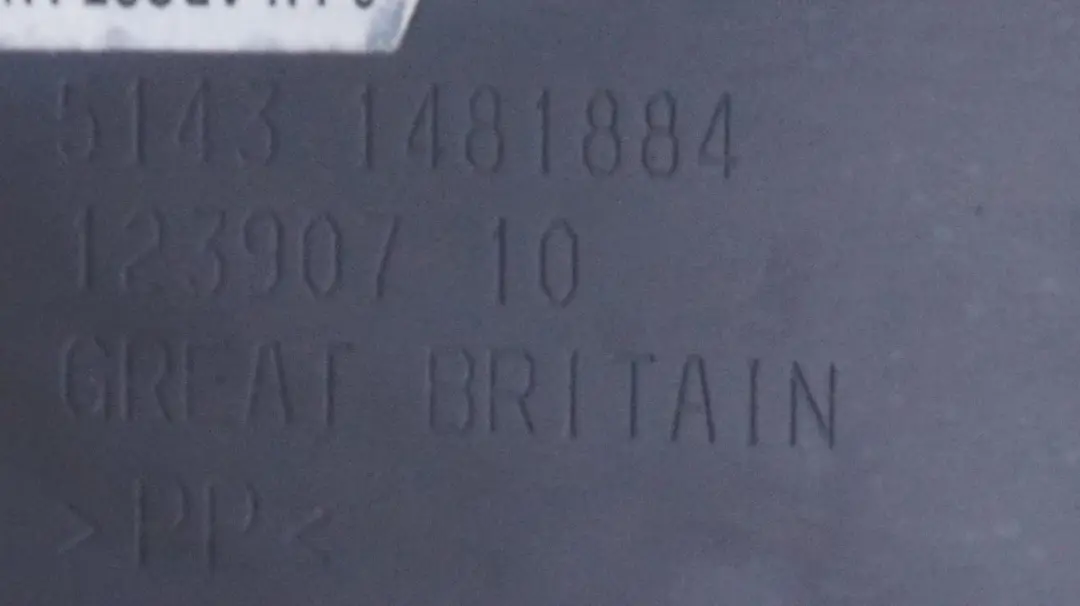 5143 1481884
123907 10
GREAT BRITAIN
>PP<